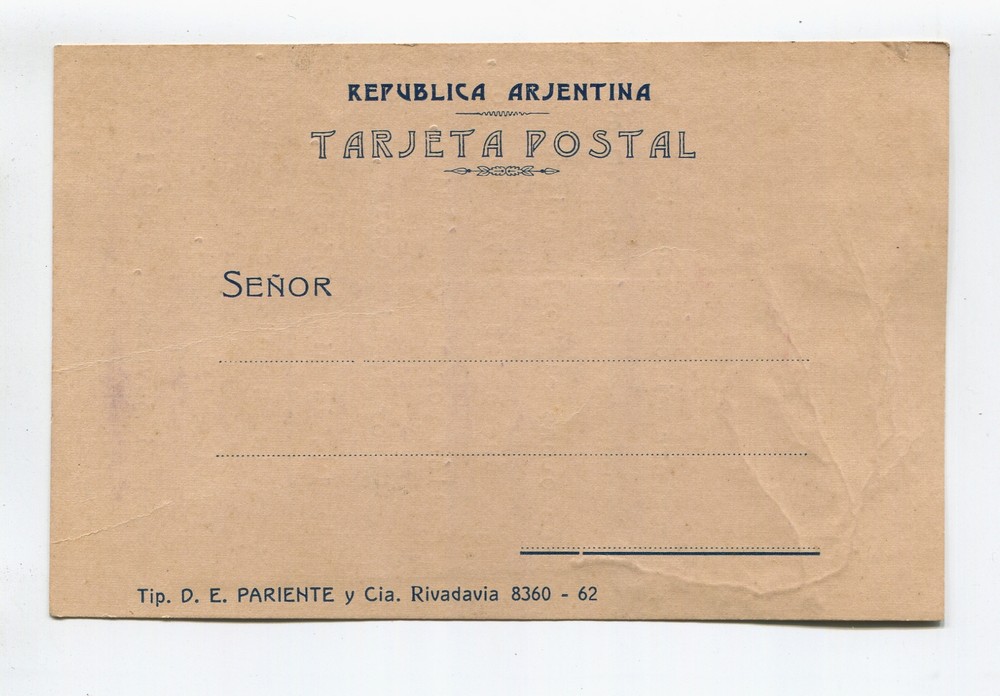 REPUBLICA ARJENTINA
TARJETA POSTAL
SEÑOR
Tip. D. E. PARIENTE y Cia. Rivadavia 8360 - 62